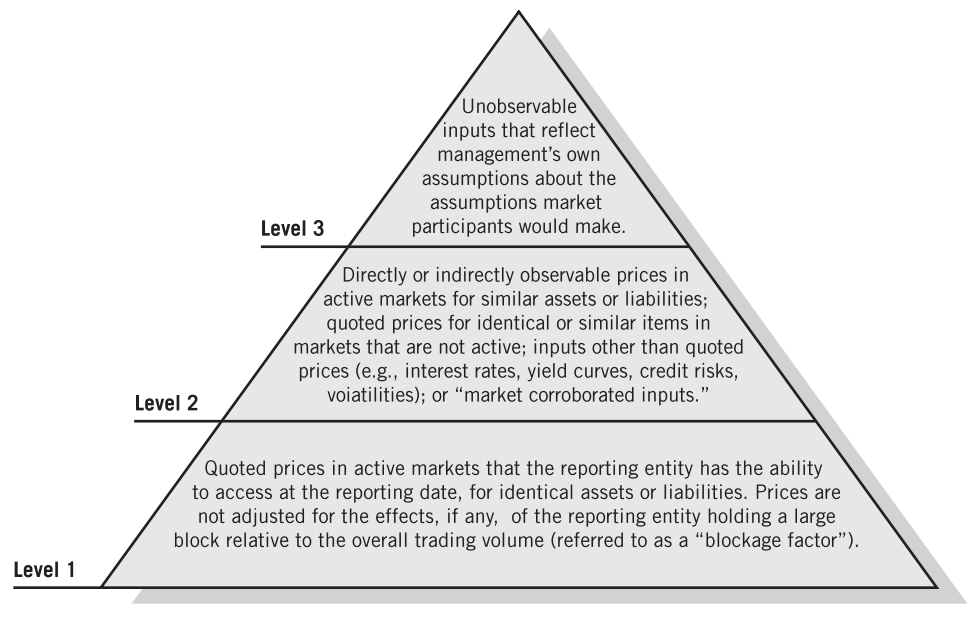 Unobservable
inputs that reflect
management's own
assumptions about the
assumptions market
participants would make.
Level 3
Directly or indirectly observable prices in
active markets for similar assets or liabilities;
quoted prices for identical or similar items in
markets that are not active; inputs other than quoted
prices (e.g., interest rates, yield curves, credit risks,
voiatilities); or “market corroborated inputs.”
Level 2
Quoted prices in active markets that the reporting entity has the ability
to access at the reporting date, for identical assets or liabilities. Prices are
not adjusted for the effects, if any, of the reporting entity holding a large
block relative to the overall trading volume (referred to as a “blockage factor”).
Level 1